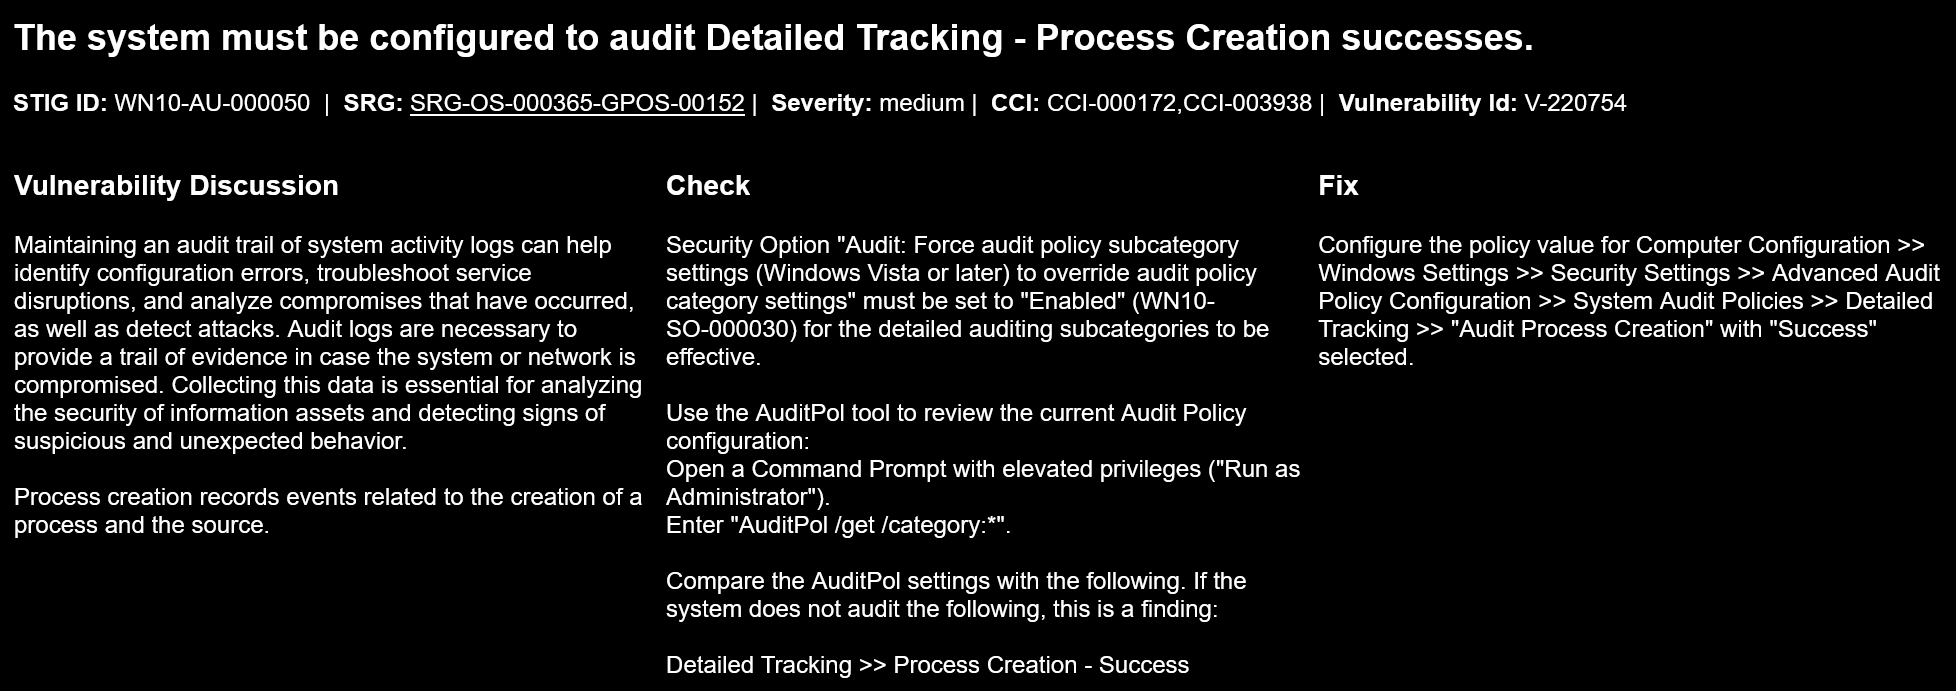 The system must be configured to audit Detailed Tracking - Process Creation successes.
STIG ID: WN10-AU-000050 | SRG: SRG-OS-000365-GPOS-00152 | Severity: medium | CCI: CCI-000172,CCI-003938 | Vulnerability Id: V-220754
Vulnerability Discussion
Maintaining an audit trail of system activity logs can help
identify configuration errors, troubleshoot service
disruptions, and analyze compromises that have occurred,
as well as detect attacks. Audit logs are necessary to
provide a trail of evidence in case the system or network is
compromised. Collecting this data is essential for analyzing
the security of information assets and detecting signs of
suspicious and unexpected behavior.
Process creation records events related to the creation of a
process and the source.
Check
Security Option "Audit: Force audit policy subcategory
settings (Windows Vista or later) to override audit policy
category settings" must be set to "Enabled" (WN10-
SO-000030) for the detailed auditing subcategories to be
effective.
Use the AuditPol tool to review the current Audit Policy
configuration:
Open a Command Prompt with elevated privileges ("Run as
Administrator").
Enter "AuditPol /get /category:*".
Compare the AuditPol settings with the following. If the
system does not audit the following, this is a finding:
Detailed Tracking >> Process Creation - Success
Fix
Configure the policy value for Computer Configuration >>
Windows Settings >> Security Settings >> Advanced Audit
Policy Configuration >> System Audit Policies >> Detailed
Tracking >> "Audit Process Creation" with "Success"
selected.